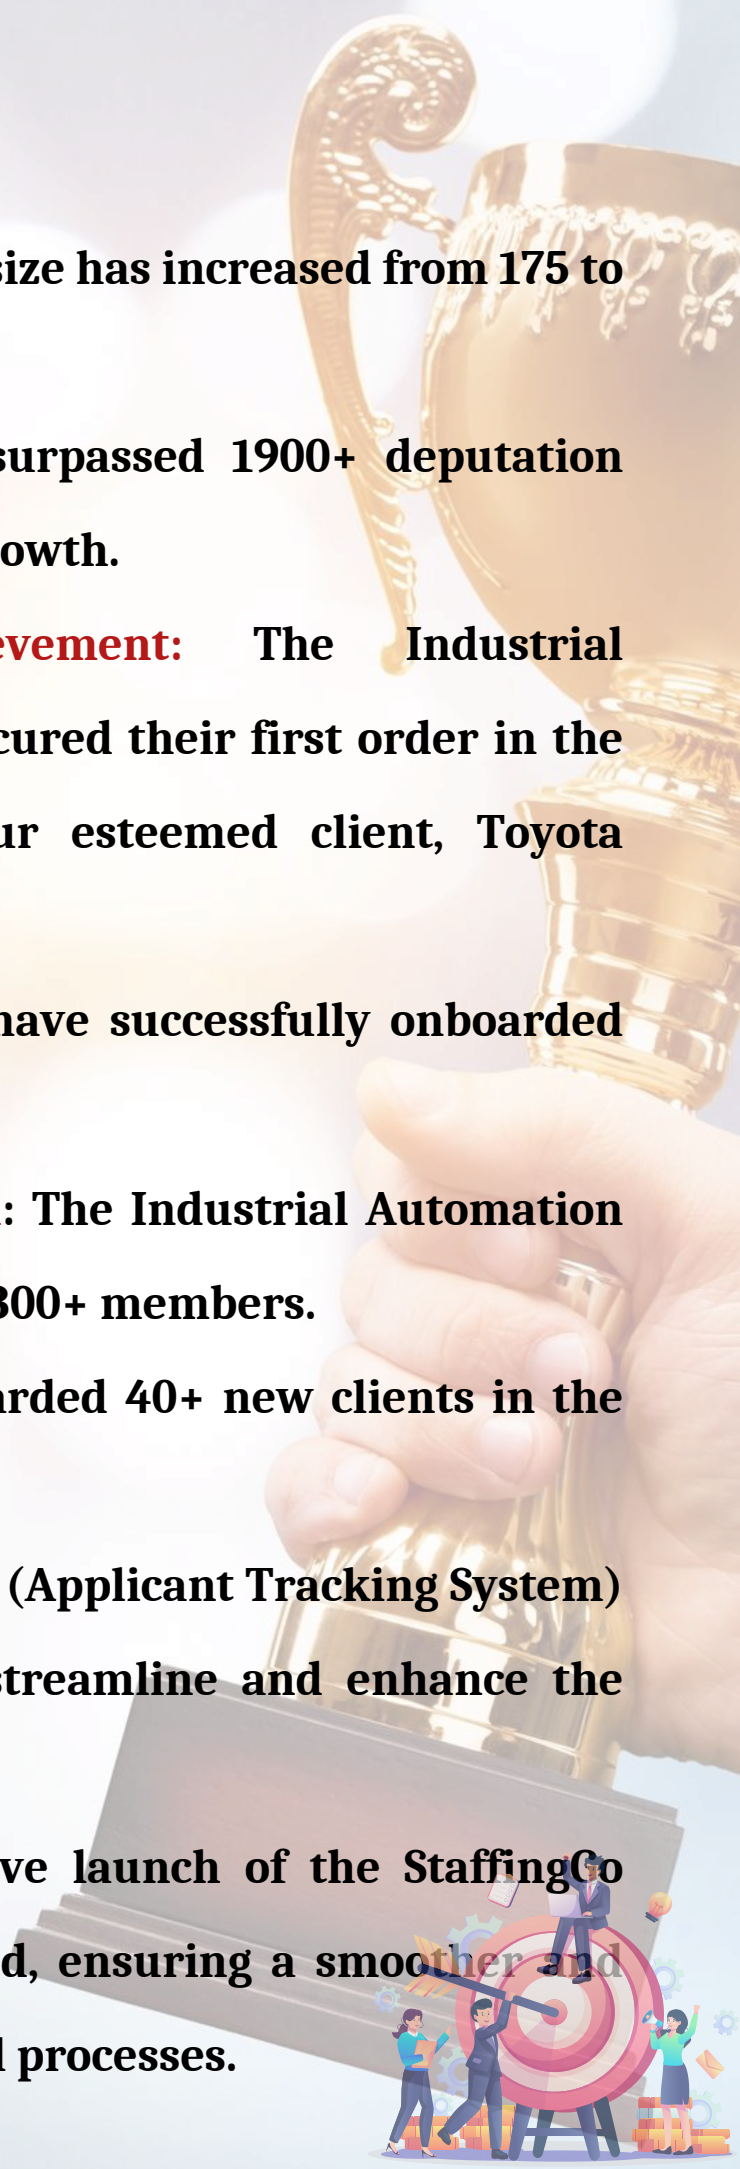 size has increased from 175 to
surpassed 1900+ deputation
owth.
evement: The Industrial
cured their first order in the
ur esteemed client, Toyota
have successfully onboarded
: The Industrial Automation
300+ members.
arded 40+ new clients in the
(Applicant Tracking System)
streamline and enhance the
ve launch of the StaffingCo
d, ensuring a smoother and
l processes.